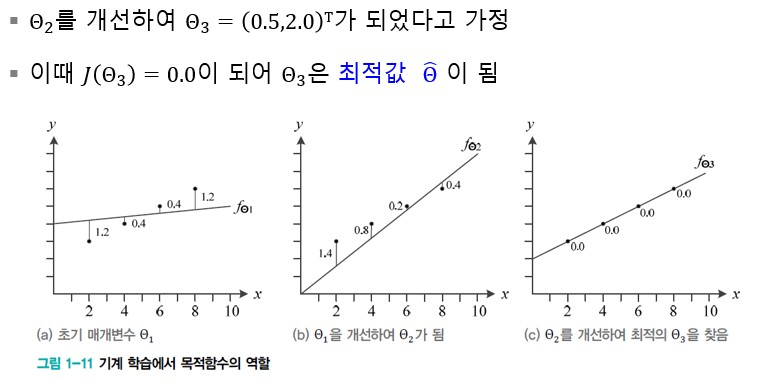 ▪ Θ₂를 개선하여 Θ₃ = (0.5,2.0)ᵀ가 되었다고 가정
▪ 이때 J(Θ₃) = 0.0이 되어 Θ₃은 최적값 Θ̂ 이 됨
y
1.2
0.4
0.4
1.2
fΘ1
2 4 6 8 10 x
(a) 초기 매개변수 Θ₁
y
1.4
0.8
0.2
0.4
fΘ2
2 4 6 8 10 x
(b) Θ₁을 개선하여 Θ₂가 됨
y
0.0
0.0
0.0
0.0
fΘ3
2 4 6 8 10 x
(c) Θ₂를 개선하여 최적의 Θ₃을 찾음
그림 1-11 기계 학습에서 목적함수의 역할